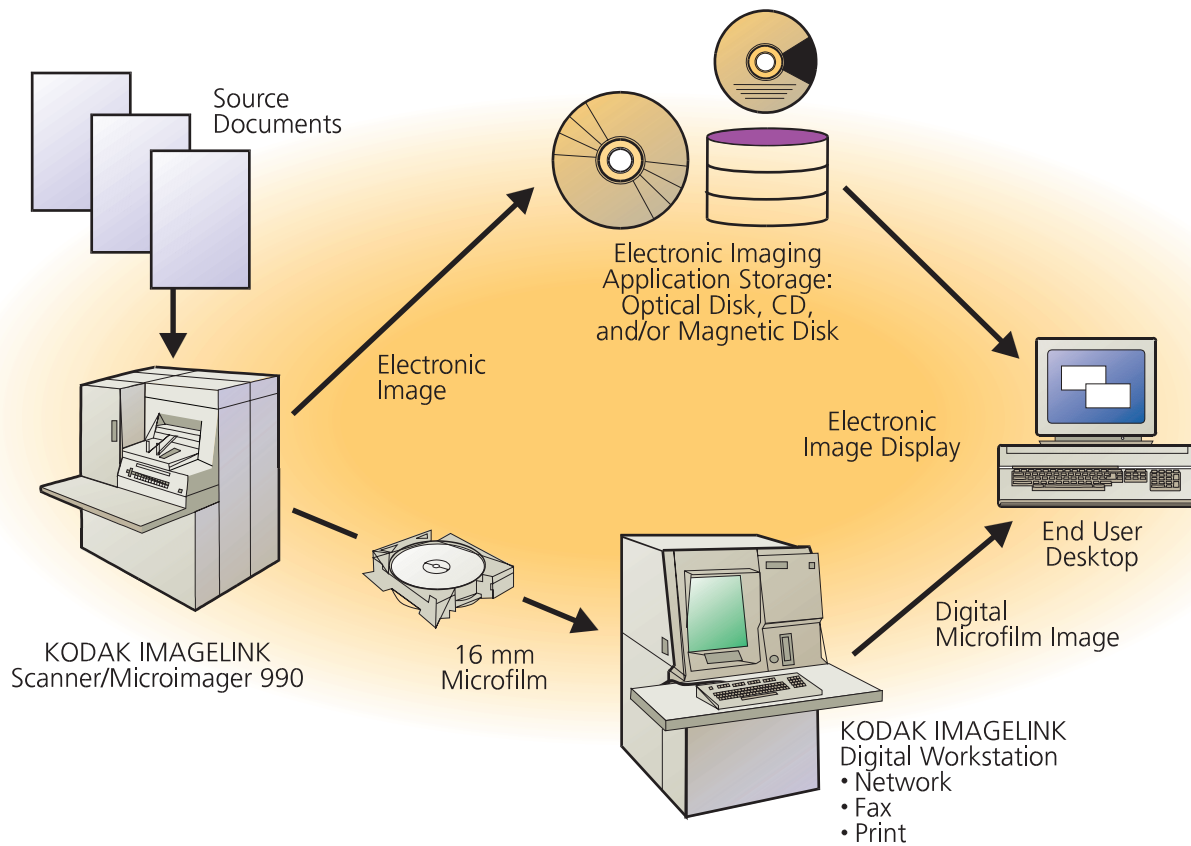 Source
Documents
Electronic Imaging
Application Storage:
Optical Disk, CD,
and/or Magnetic Disk
Electronic
Image
Electronic
Image Display
End User
Desktop
KODAK IMAGELINK
Scanner/Microimager 990
16 mm
Microfilm
Digital
Microfilm Image
KODAK IMAGELINK
Digital Workstation
• Network
• Fax
• Print